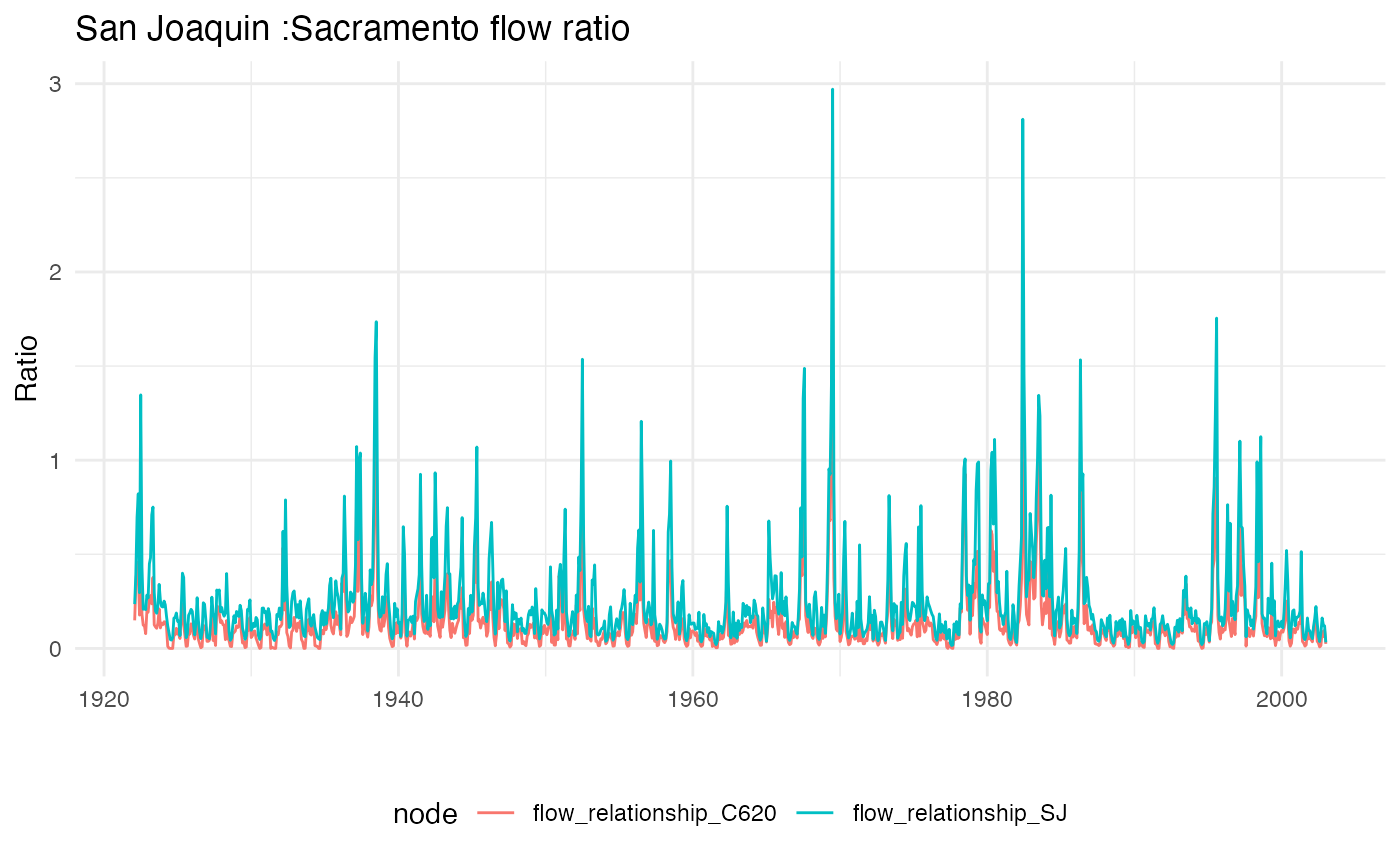 San Joaquin :Sacramento flow ratio
3
2
1
0
Ratio
1920 1940 1960 1980 2000
node flow_relationship_C620 flow_relationship_SJ